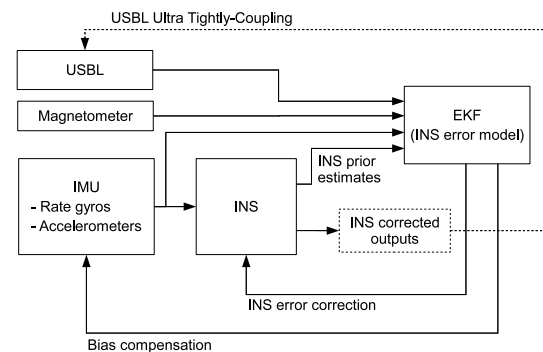 USBL Ultra Tightly-Coupling
USBL
Magnetometer
EKF
(INS error model)
IMU
- Rate gyros
- Accelerometers
INS
INS prior
estimates
INS corrected
outputs
INS error correction
Bias compensation